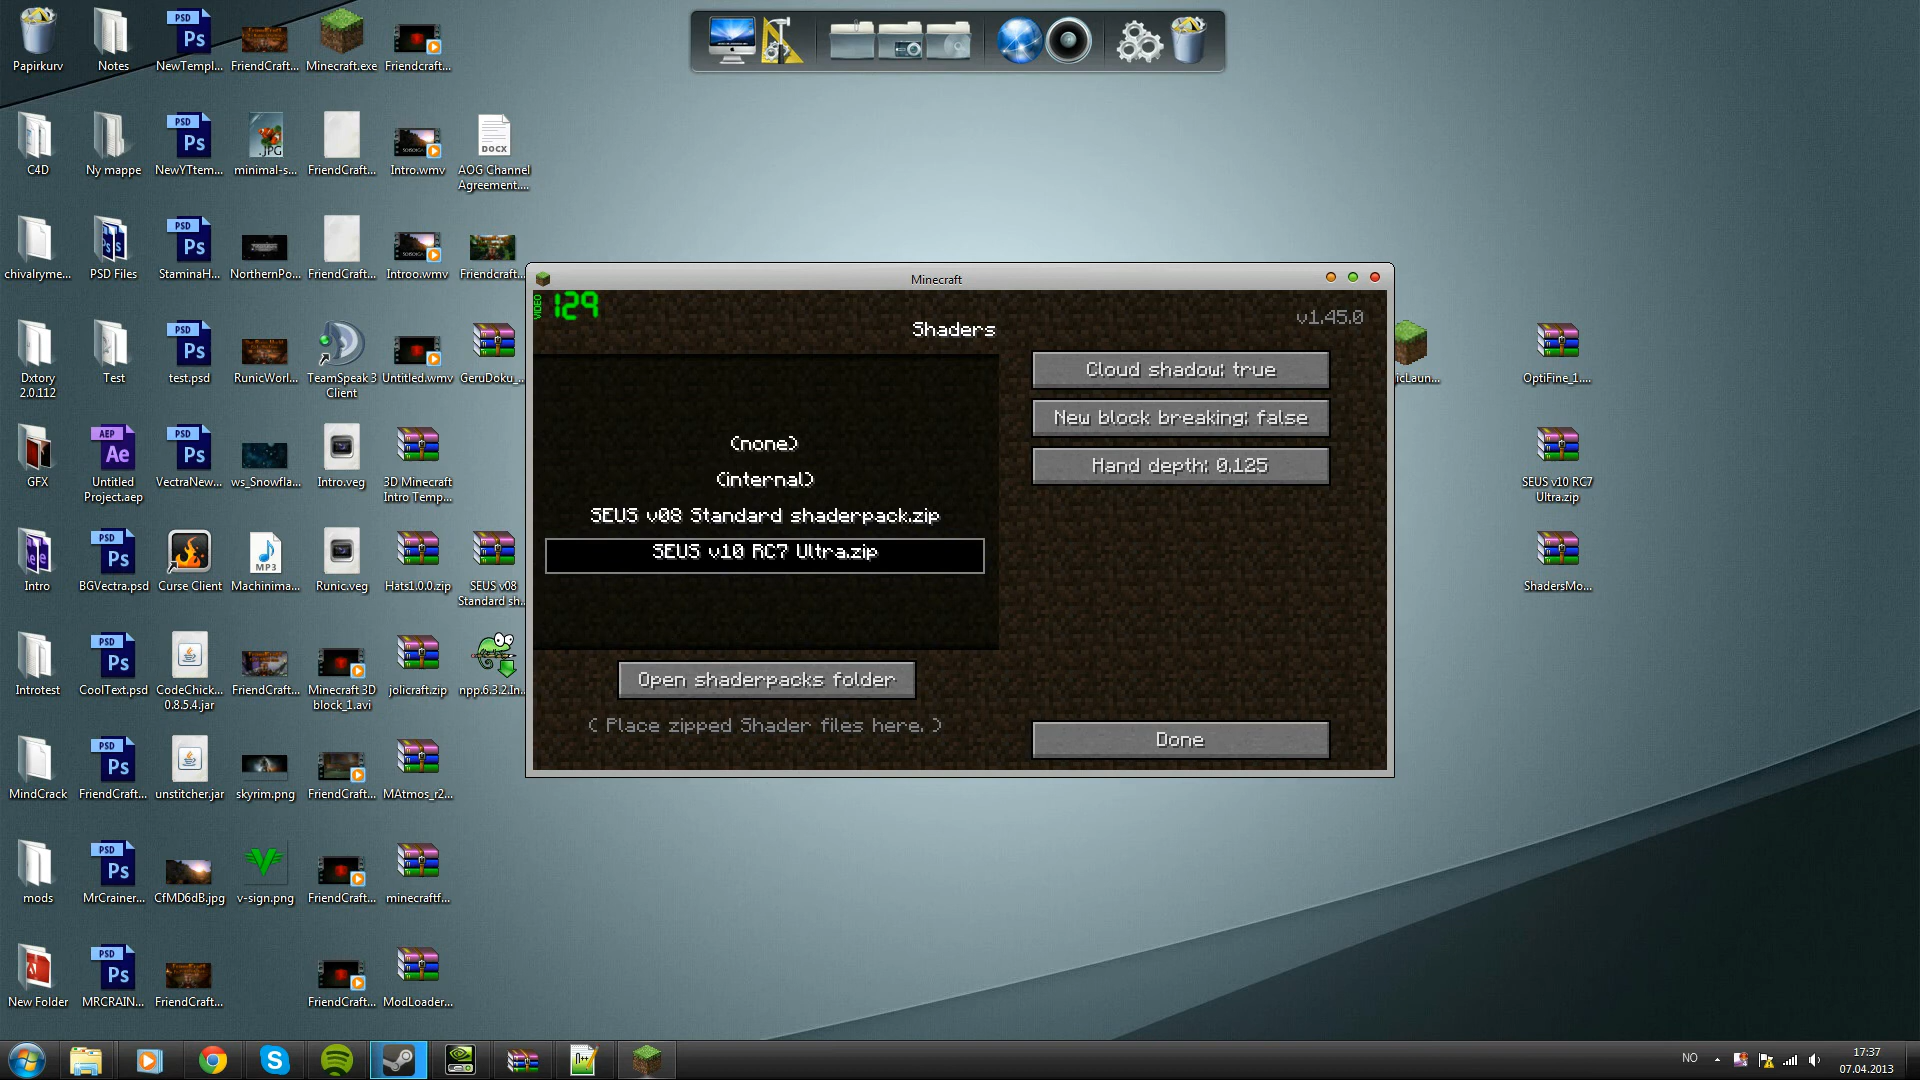 Papirkurv
Notes
NewTempl...
FriendCraft...
Minecraft.exe
Friendcraft...
C4D
Ny mappe
NewYTtem...
minimal-s...
FriendCraft...
Intro.wmv
AOG Channel
Agreement....
chivalryme...
PSD Files
StaminaH...
NorthernPo...
FriendCraft...
Introo.wmv
Friendcraft...
Dxtory
2.0.112
Test
test.psd
RunicWorl...
TeamSpeak 3
Client
Untitled.wmv
GeruDoku_...
GFX
Untitled
Project.aep
VectraNew...
ws_Snowfla...
Intro.veg
3D Minecraft
Intro Temp...
Intro
BGVectra.psd
Curse Client
Machinima...
Runic.veg
Hats1.0.0.zip
SEUS v08
Standard sh...
Introtest
CoolText.psd
CodeChick...
0.8.5.4.jar
FriendCraft...
Minecraft 3D
block_1.avi
jolicraft.zip
npp.6.3.2.In...
MindCrack
FriendCraft...
unstitcher.jar
skyrim.png
FriendCraft...
MAtmos_r2...
mods
MrCrainer...
CfMD6dB.jpg
v-sign.png
FriendCraft...
minecraftf...
New Folder
MRCRAIN...
FriendCraft...
FriendCraft...
ModLoader...
Minecraft
VIDEO
129
v1.45.0
Shaders
(none)
(internal)
SEUS v08 Standard shaderpack.zip
SEUS v10 RC7 Ultra.zip
Open shaderpacks folder
( Place zipped Shader files here. )
Cloud shadow: true
New block breaking: false
Hand depth: 0.125
Done
icLaun...
OptiFine_1....
SEUS v10 RC7
Ultra.zip
ShadersMo...
NO
17:37
07.04.2013